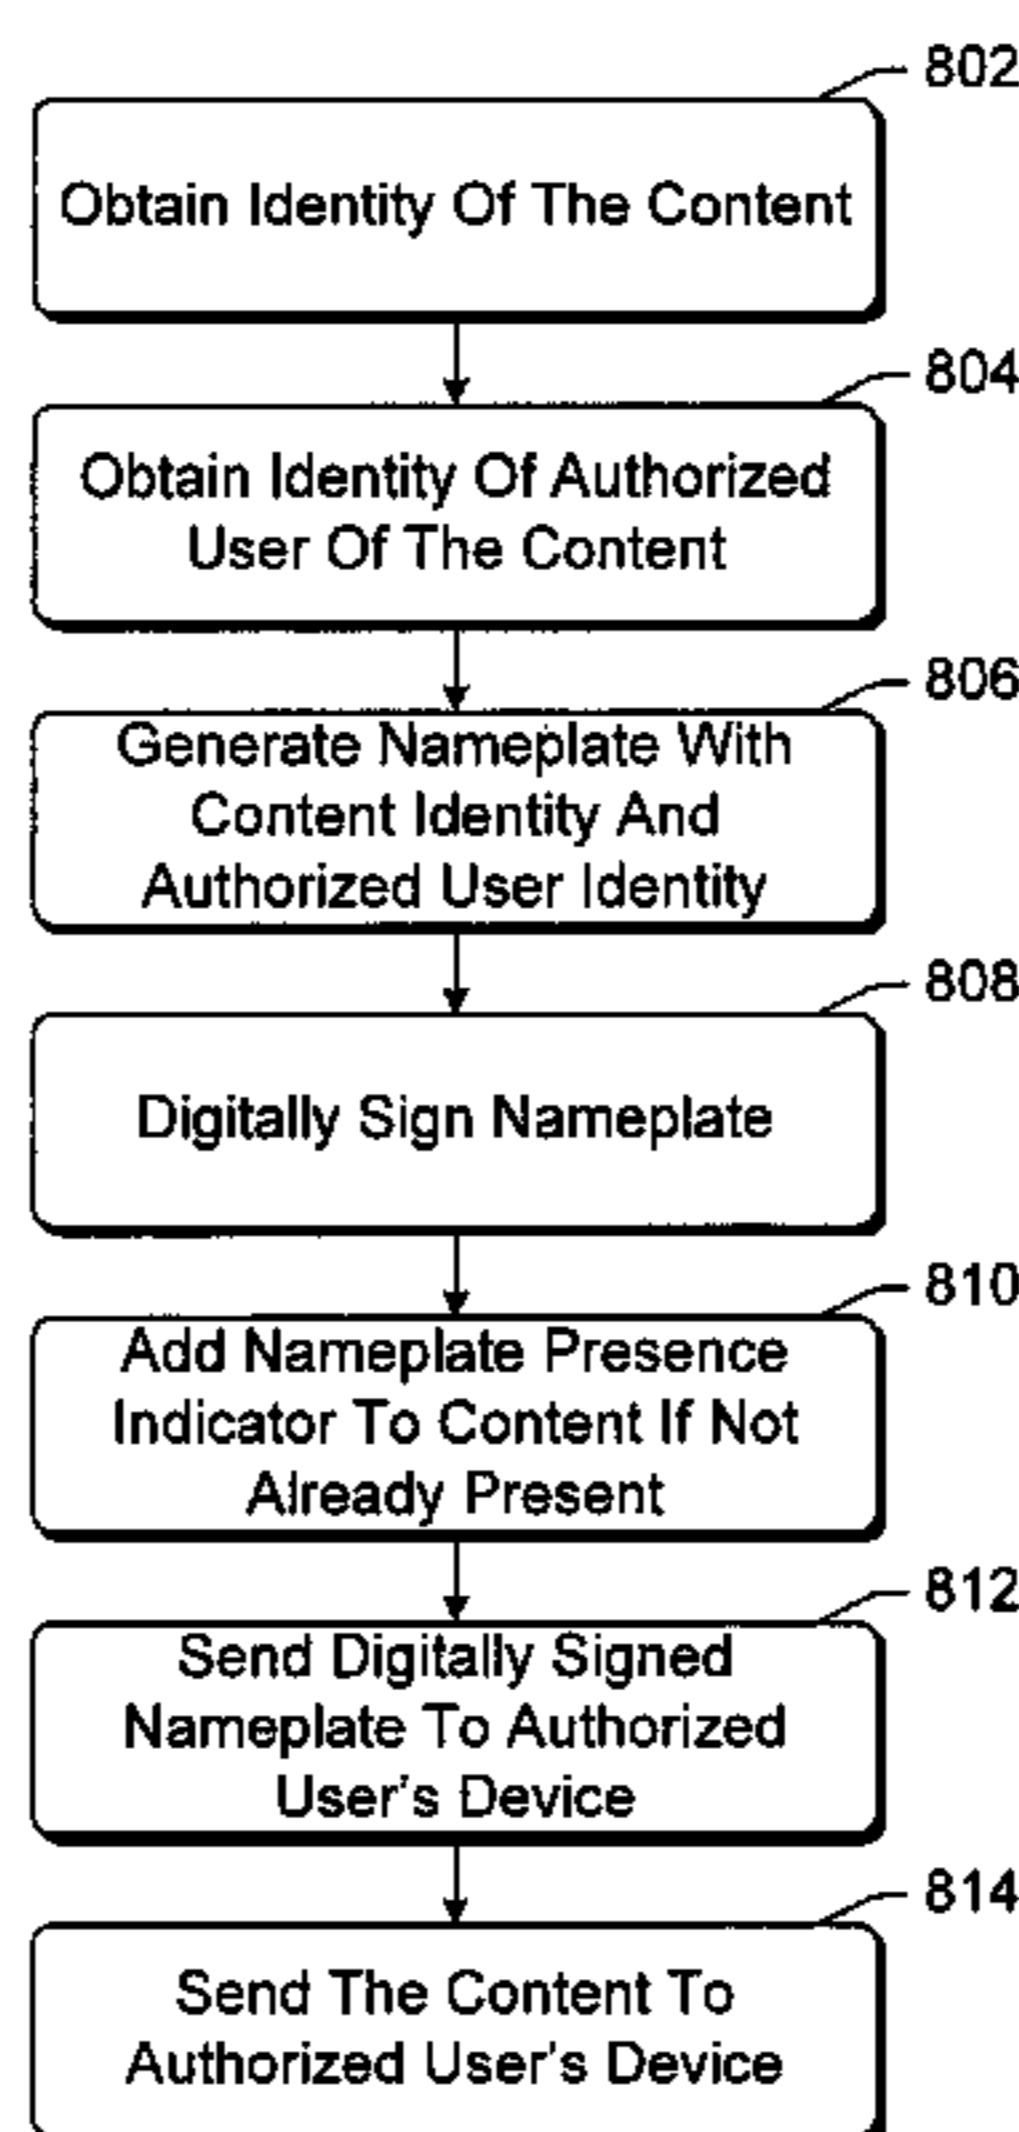 802
Obtain Identity Of The Content
804
Obtain Identity Of Authorized
User Of The Content
806
Generate Nameplate With
Content Identity And
Authorized User Identity
808
Digitally Sign Nameplate
810
Add Nameplate Presence
Indicator To Content If Not
Already Present
812
Send Digitally Signed
Nameplate To Authorized
User's Device
814
Send The Content To
Authorized User's Device